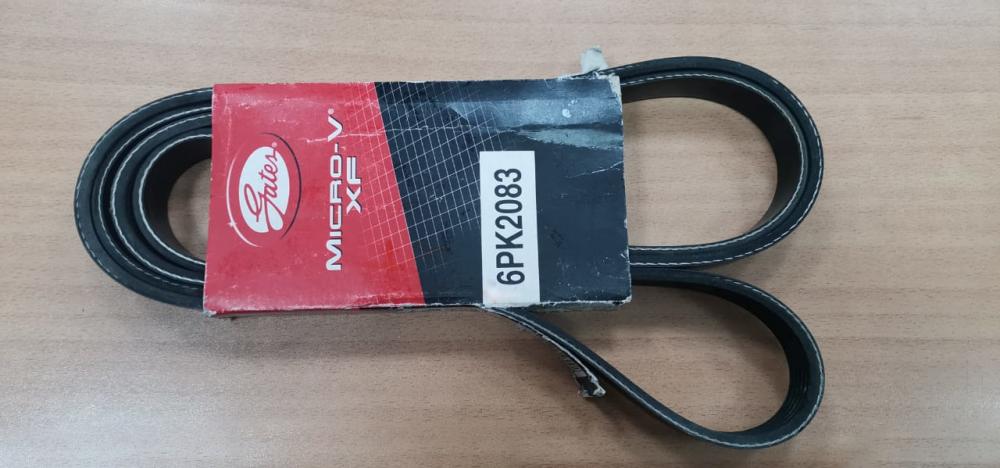 Gates®
MICRO-V®
XF
6PK2083